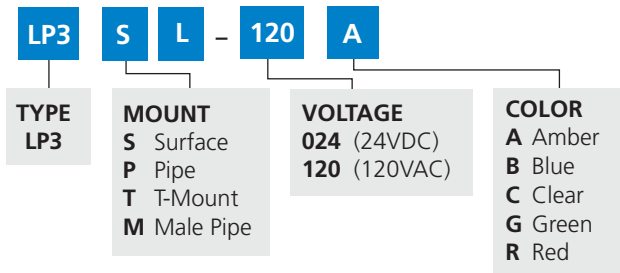 LP3 S L – 120 A
TYPE
LP3
MOUNT
S Surface
P Pipe
T T-Mount
M Male Pipe
VOLTAGE
024 (24VDC)
120 (120VAC)
COLOR
A Amber
B Blue
C Clear
G Green
R Red